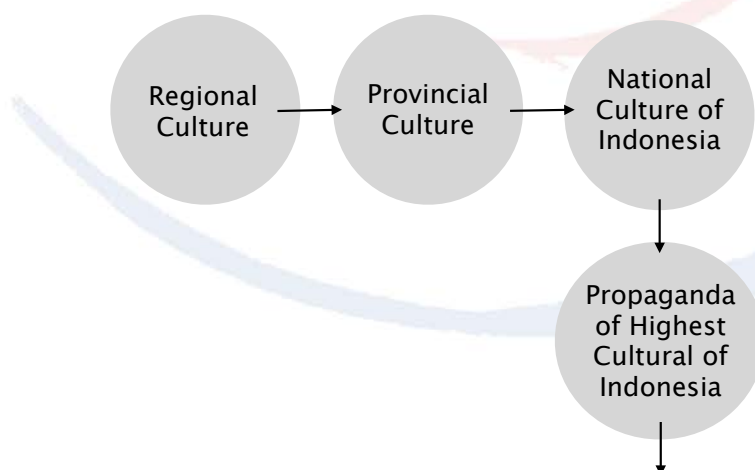 Regional
Culture
Provincial
Culture
National
Culture of
Indonesia
Propaganda
of Highest
Cultural of
Indonesia